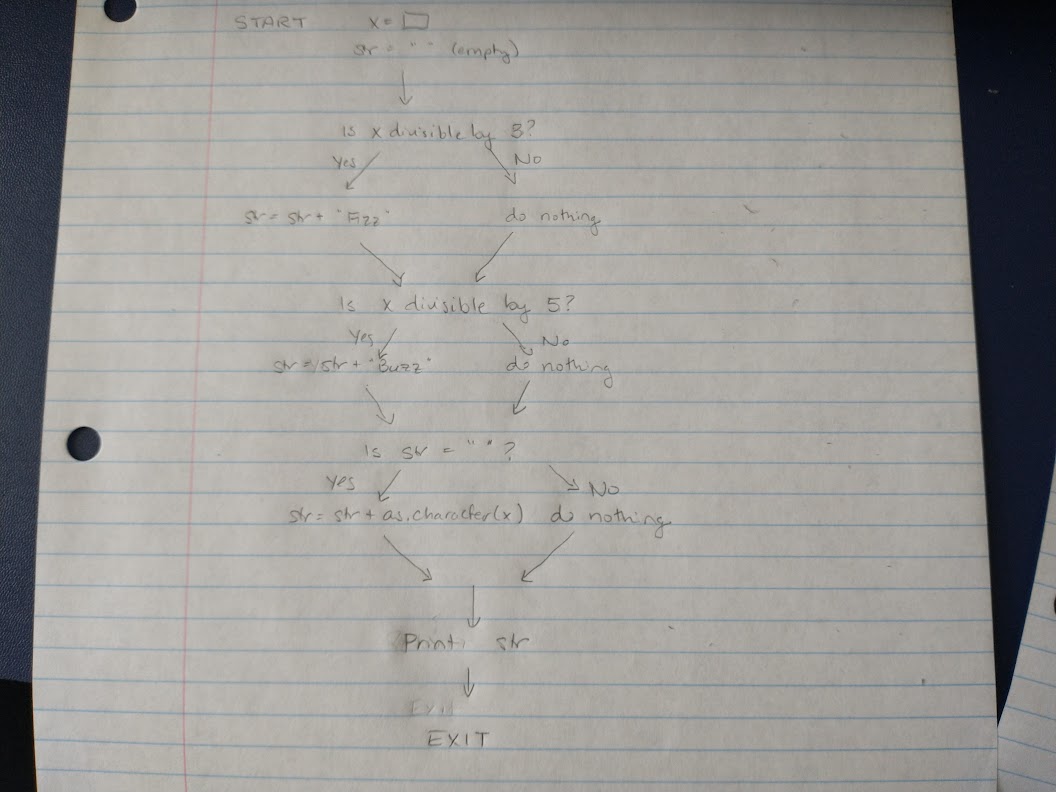 START x = □
str = " " (empty)
Is x divisible by 3?
Yes No
str = str + "Fizz" do nothing
Is x divisible by 5?
Yes No
str = str + "Buzz" do nothing
Is str = " " ?
Yes No
str = str + as.character(x) do nothing
Print str
Exit
EXIT